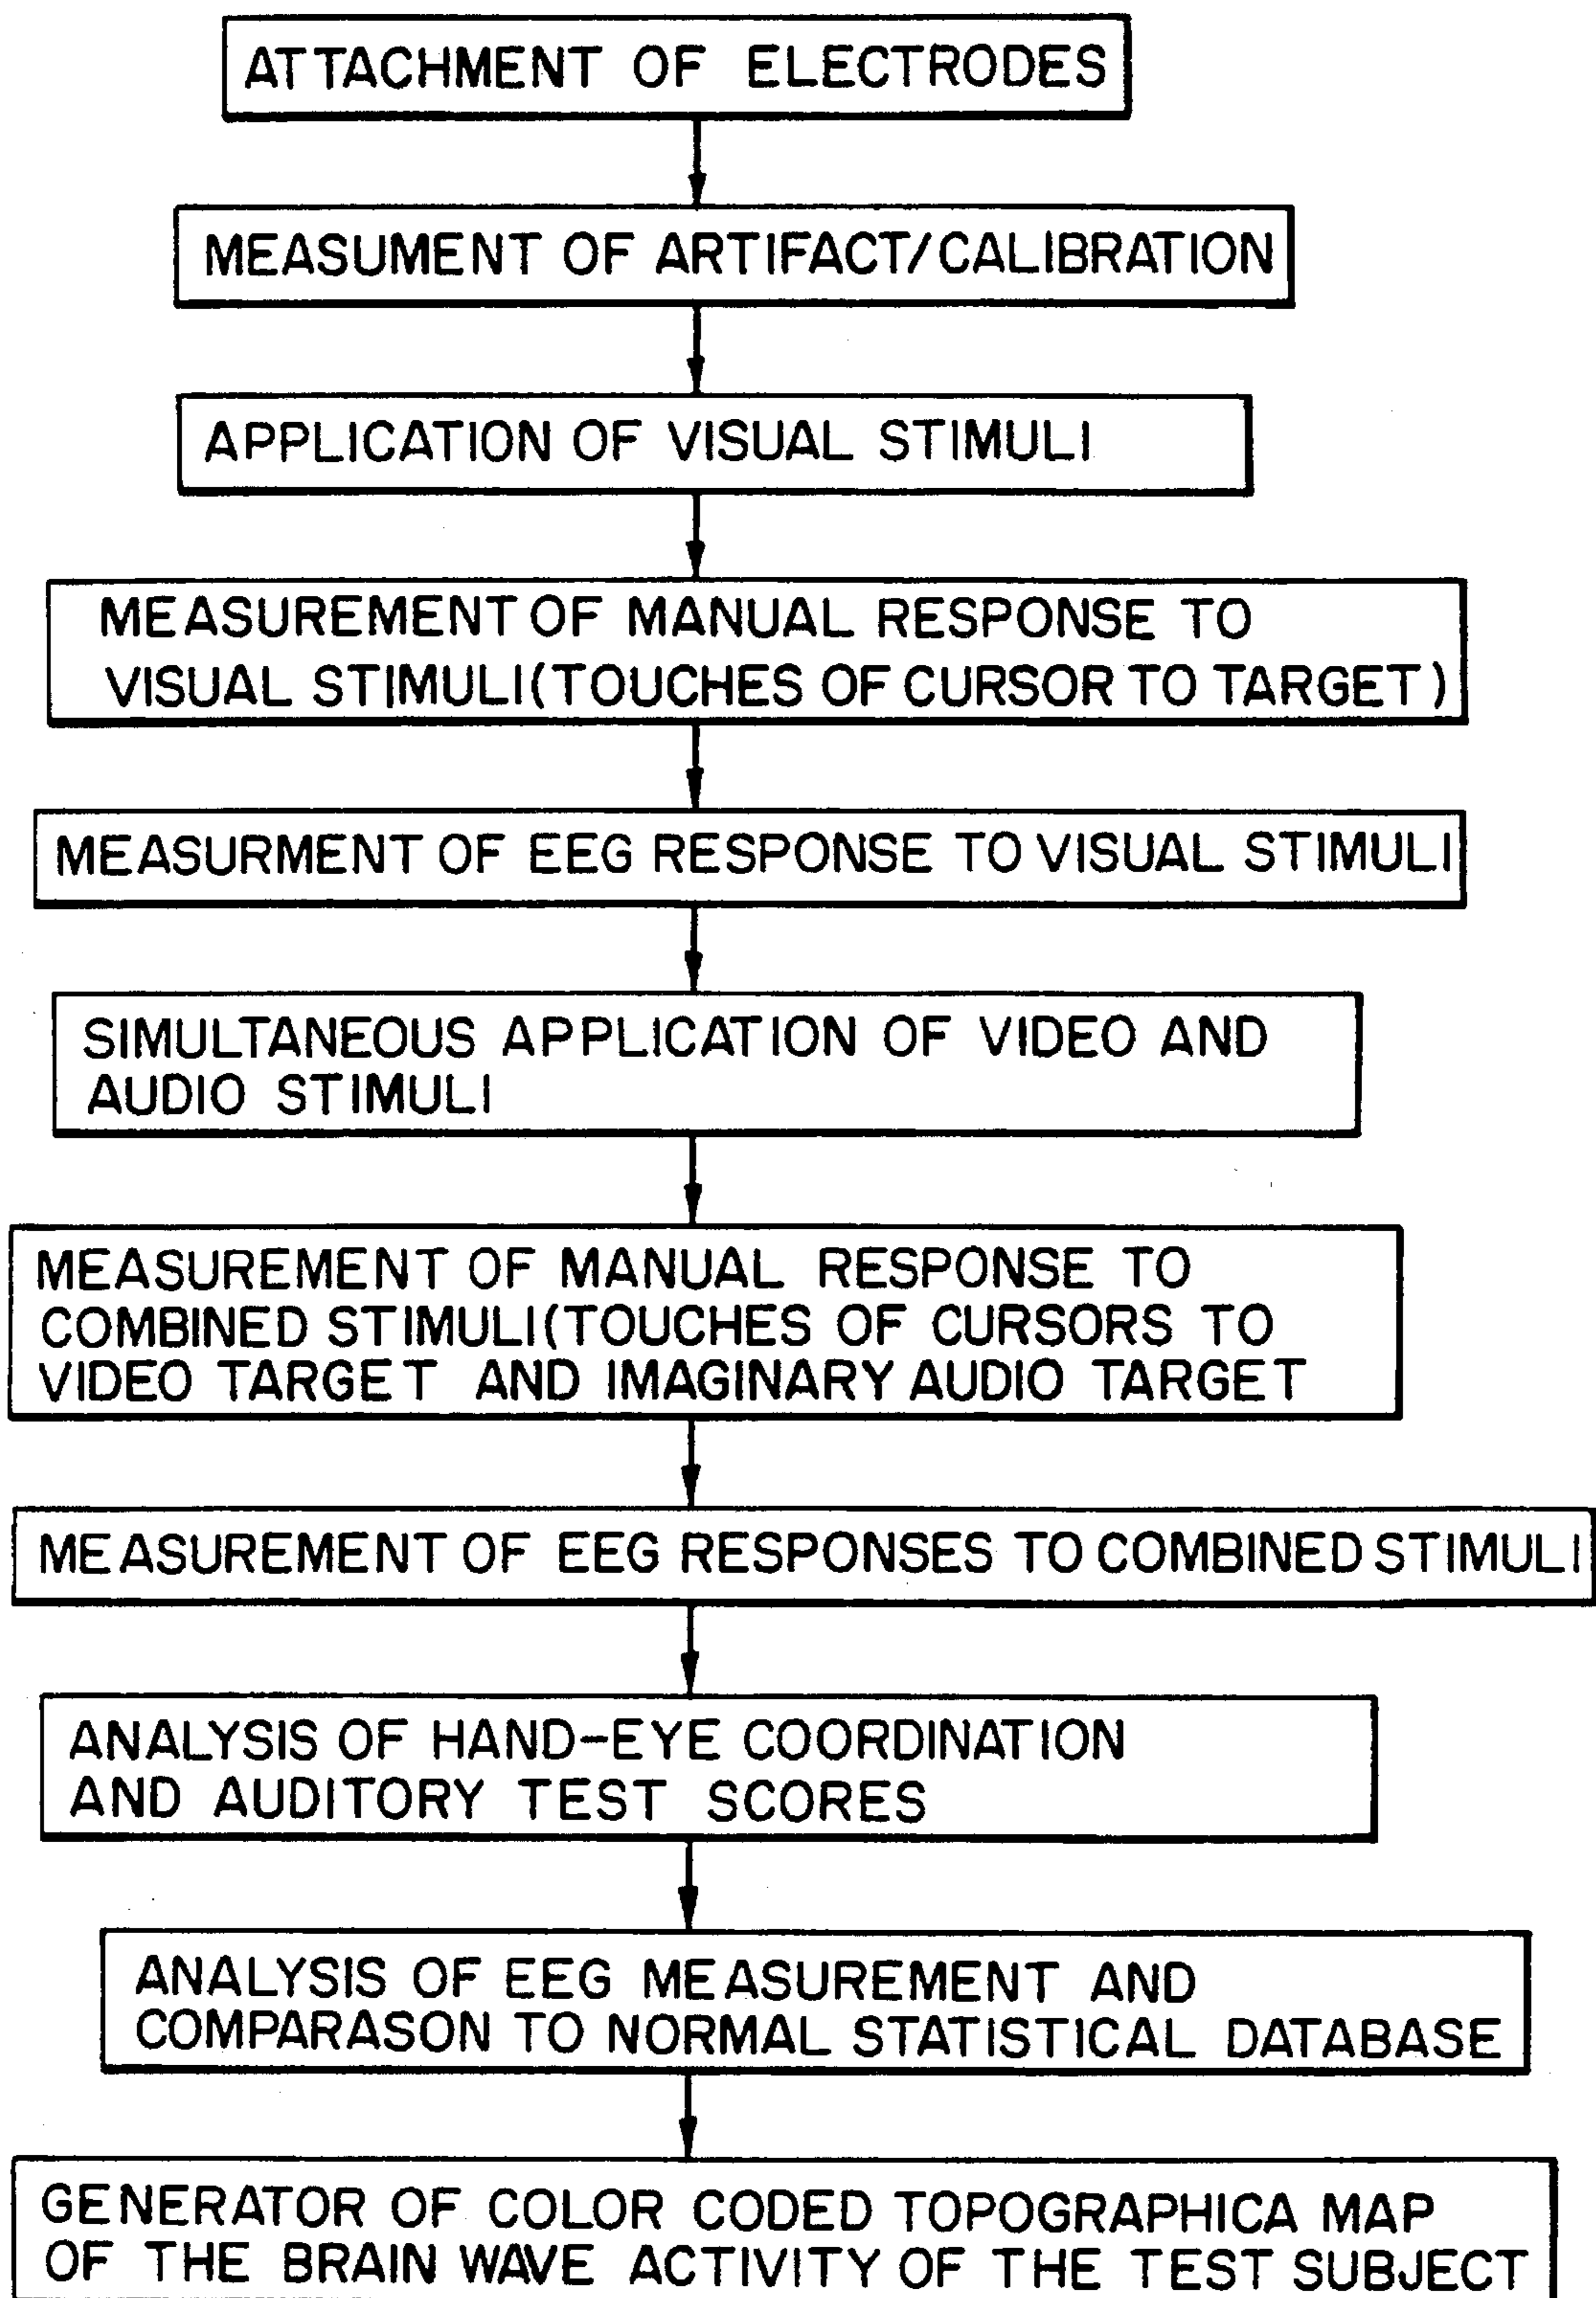 ATTACHMENT OF ELECTRODES
MEASUMENT OF ARTIFACT/CALIBRATION
APPLICATION OF VISUAL STIMULI
MEASUREMENT OF MANUAL RESPONSE TO
VISUAL STIMULI(TOUCHES OF CURSOR TO TARGET)
MEASURMENT OF EEG RESPONSE TO VISUAL STIMULI
SIMULTANEOUS APPLICATION OF VIDEO AND
AUDIO STIMULI
MEASUREMENT OF MANUAL RESPONSE TO
COMBINED STIMULI(TOUCHES OF CURSORS TO
VIDEO TARGET AND IMAGINARY AUDIO TARGET
MEASUREMENT OF EEG RESPONSES TO COMBINED STIMULI
ANALYSIS OF HAND-EYE COORDINATION
AND AUDITORY TEST SCORES
ANALYSIS OF EEG MEASUREMENT AND
COMPARASON TO NORMAL STATISTICAL DATABASE
GENERATOR OF COLOR CODED TOPOGRAPHICA MAP
OF THE BRAIN WAVE ACTIVITY OF THE TEST SUBJECT